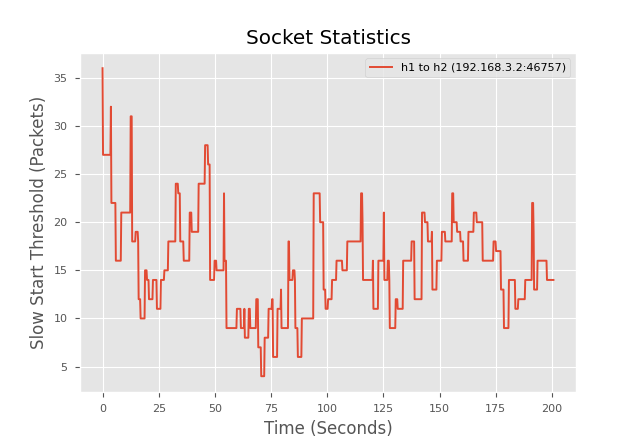 Socket Statistics
h1 to h2 (192.168.3.2:46757)
Slow Start Threshold (Packets)
35
30
25
20
15
10
5
0 25 50 75 100 125 150 175 200
Time (Seconds)